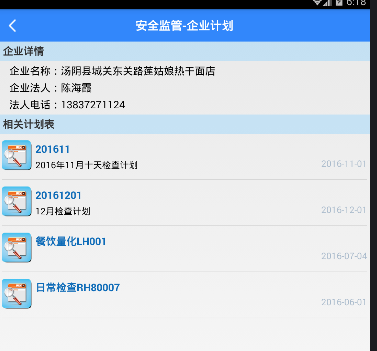 6:18
安全监管-企业计划
企业详情
企业名称：汤阴县城关东关路莲姑娘热干面店
企业法人：陈海霞
法人电话：13837271124
相关计划表
201611
2016年11月十天检查计划
2016-11-01
20161201
12月检查计划
2016-12-01
餐饮量化LH001
2016-07-04
日常检查RH80007
2016-06-01